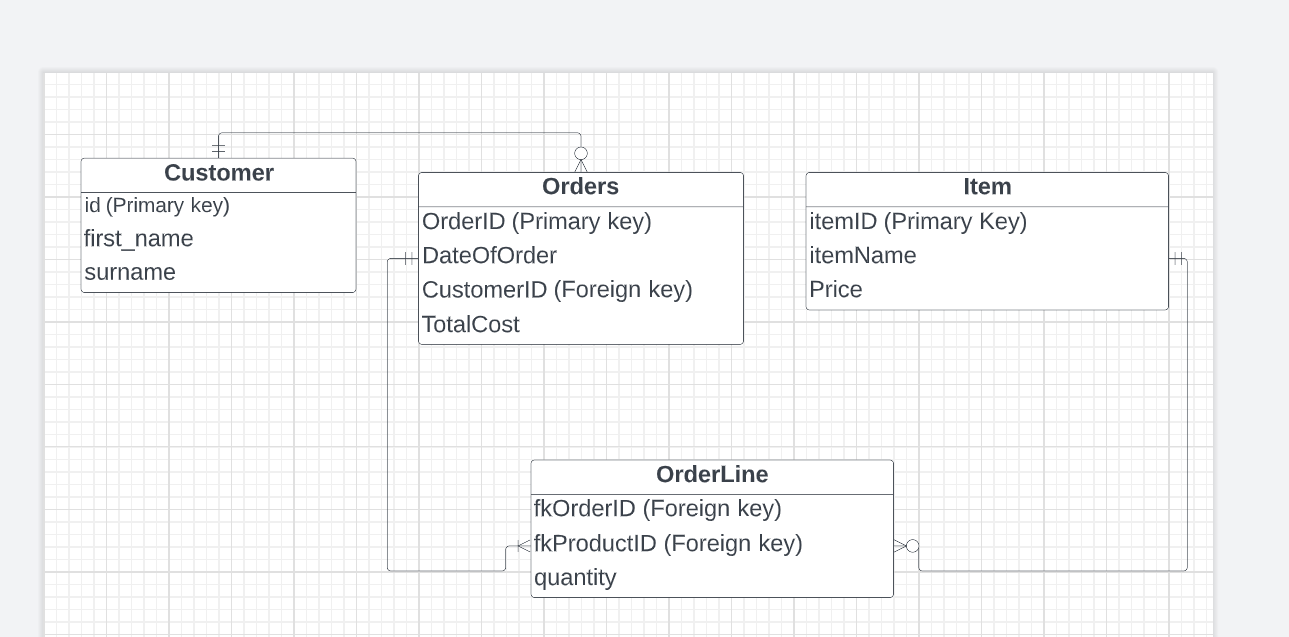 Customer
id (Primary key)
first_name
surname
Orders
OrderID (Primary key)
DateOfOrder
CustomerID (Foreign key)
TotalCost
Item
itemID (Primary Key)
itemName
Price
OrderLine
fkOrderID (Foreign key)
fkProductID (Foreign key)
quantity